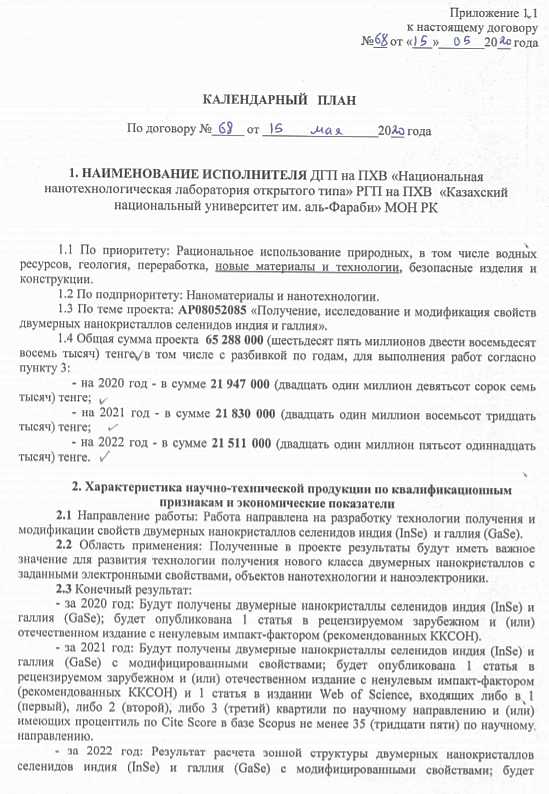 Приложение 1.1
к настоящему договору
№68 от «15» 05 2020 года
КАЛЕНДАРНЫЙ ПЛАН
По договору № 68 от 15 мая 2020 года
1. НАИМЕНОВАНИЕ ИСПОЛНИТЕЛЯ ДГП на ПХВ «Национальная
нанотехнологическая лаборатория открытого типа» РГП на ПХВ «Казахский
национальный университет им. аль-Фараби» МОН РК
1.1 По приоритету: Рациональное использование природных, в том числе водных
ресурсов, геология, переработка, новые материалы и технологии, безопасные изделия и
конструкции.
1.2 По подприоритету: Наноматериалы и нанотехнологии.
1.3 По теме проекта: АР08052085 «Получение, исследование и модификация свойств
двумерных нанокристаллов селенидов индия и галлия».
1.4 Общая сумма проекта 65 288 000 (шестьдесят пять миллионов двести восемьдесят
восемь тысяч) тенге, в том числе с разбивкой по годам, для выполнения работ согласно
пункту 3:
- на 2020 год - в сумме 21 947 000 (двадцать один миллион девятьсот сорок семь
тысяч) тенге;
- на 2021 год - в сумме 21 830 000 (двадцать один миллион восемьсот тридцать
тысяч) тенге;
- на 2022 год - в сумме 21 511 000 (двадцать один миллион пятьсот одиннадцать
тысяч) тенге.
2. Характеристика научно-технической продукции по квалификационным
признакам и экономические показатели
2.1 Направление работы: Работа направлена на разработку технологии получения и
модификации свойств двумерных нанокристаллов селенидов индия (InSe) и галлия (GaSe).
2.2 Область применения: Полученные в проекте результаты будут иметь важное
значение для развития технологии получения нового класса двумерных нанокристаллов с
заданными электронными свойствами, объектов нанотехнологии и наноэлектроники.
2.3 Конечный результат:
- за 2020 год: Будут получены двумерные нанокристаллы селенидов индия (InSe) и
галлия (GaSe); будет опубликована 1 статья в рецензируемом зарубежном и (или)
отечественном издание с ненулевым импакт-фактором (рекомендованных ККСОН).
- за 2021 год: Будут получены двумерные нанокристаллы селенидов индия (InSe) и
галлия (GaSe) с модифицированными свойствами; будет опубликована 1 статья в
рецензируемом зарубежном и (или) отечественном издание с ненулевым импакт-фактором
(рекомендованных ККСОН) и 1 статья в издании Web of Science, входящих либо в 1
(первый), либо 2 (второй), либо 3 (третий) квартили по научному направлению и (или)
имеющих процентиль по Cite Score в базе Scopus не менее 35 (тридцати пяти) по научному
направлению.
- за 2022 год: Результат расчета зонной структуры двумерных нанокристаллов
селенидов индия (InSe) и галлия (GaSe) с модифицированными свойствами; будет